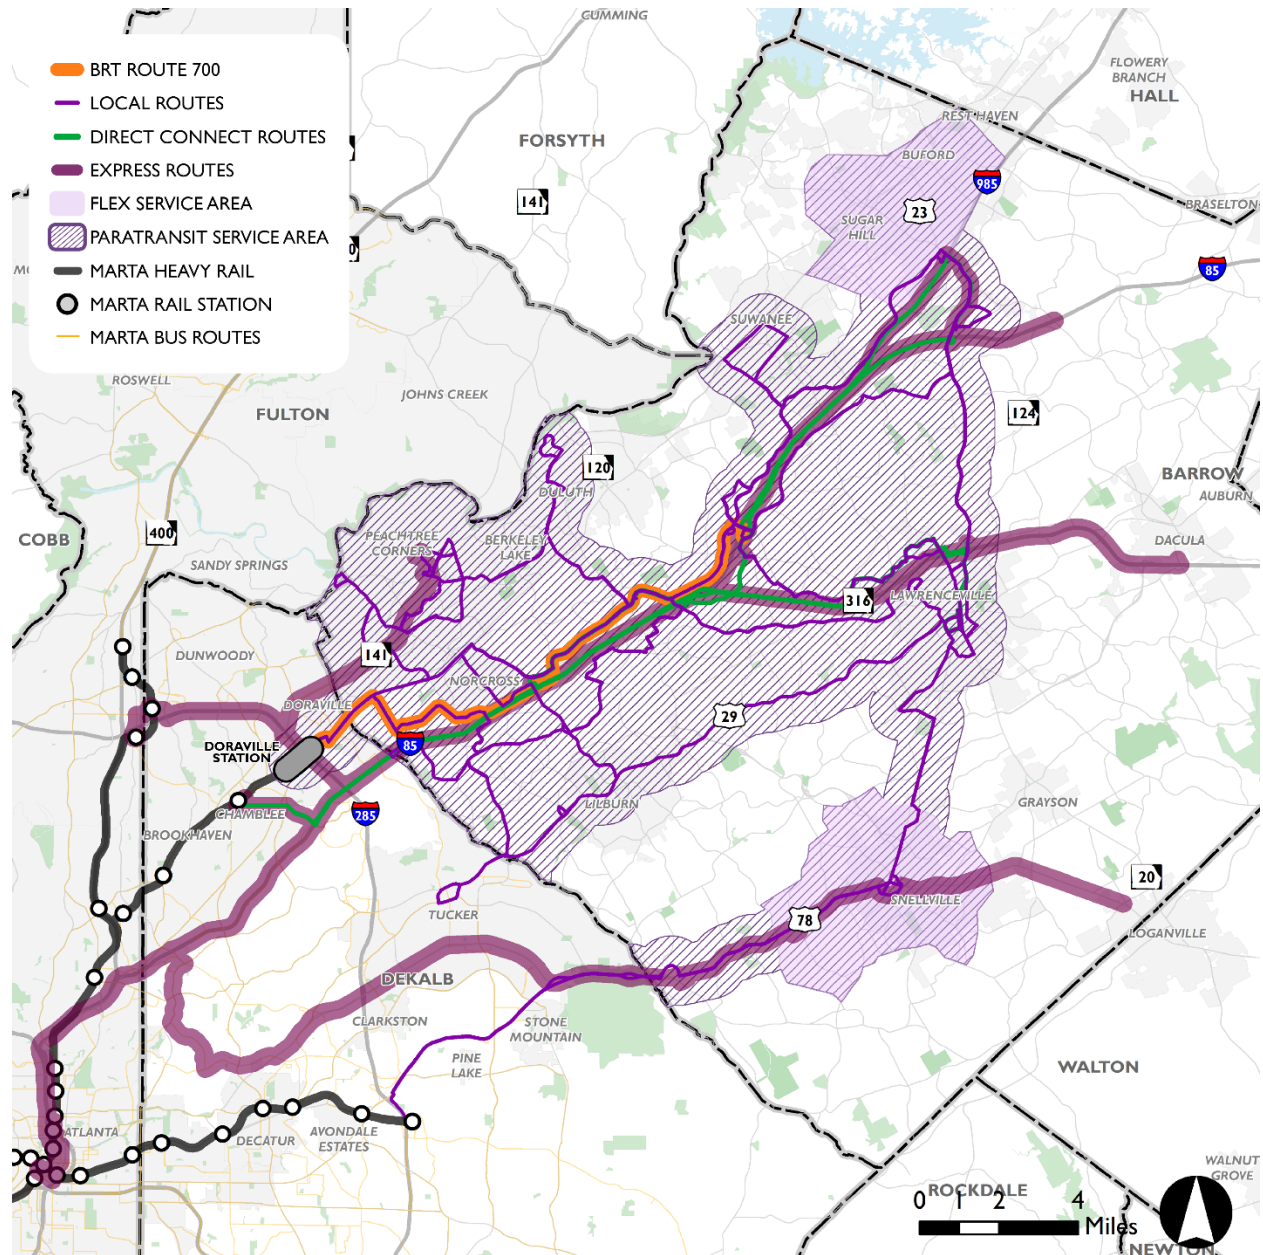 CUMMING
BRT ROUTE 700
LOCAL ROUTES
DIRECT CONNECT ROUTES
EXPRESS ROUTES
FLEX SERVICE AREA
PARATRANSIT SERVICE AREA
MARTA HEAVY RAIL
MARTA RAIL STATION
MARTA BUS ROUTES
FLOWERY
BRANCH
HALL
REST HAVEN
FORSYTH
BUFORD
985
141
23
SUGAR
HILL
BRASELTON
85
SUWANEE
ROSWELL
JOHNS CREEK
FULTON
124
120
BARROW
AUBURN
DULUTH
400
COBB
PEACHTREE
CORNERS
BERKELEY
LAKE
DACULA
SANDY SPRINGS
316
LAWRENCEVILLE
141
DUNWOODY
NORCROSS
DORAVILLE
29
DORAVILLE
STATION
85
LILBURN
GRAYSON
CHAMBLEE
285
BROOKHAVEN
20
SNELLVILLE
TUCKER
78
LOGANVILLE
DEKALB
CLARKSTON
STONE
MOUNTAIN
PINE
LAKE
WALTON
ATLANTA
DECATUR
AVONDALE
ESTATES
WALNUT
GROVE
ROCKDALE
0 1 2 4
Miles
NEWTON